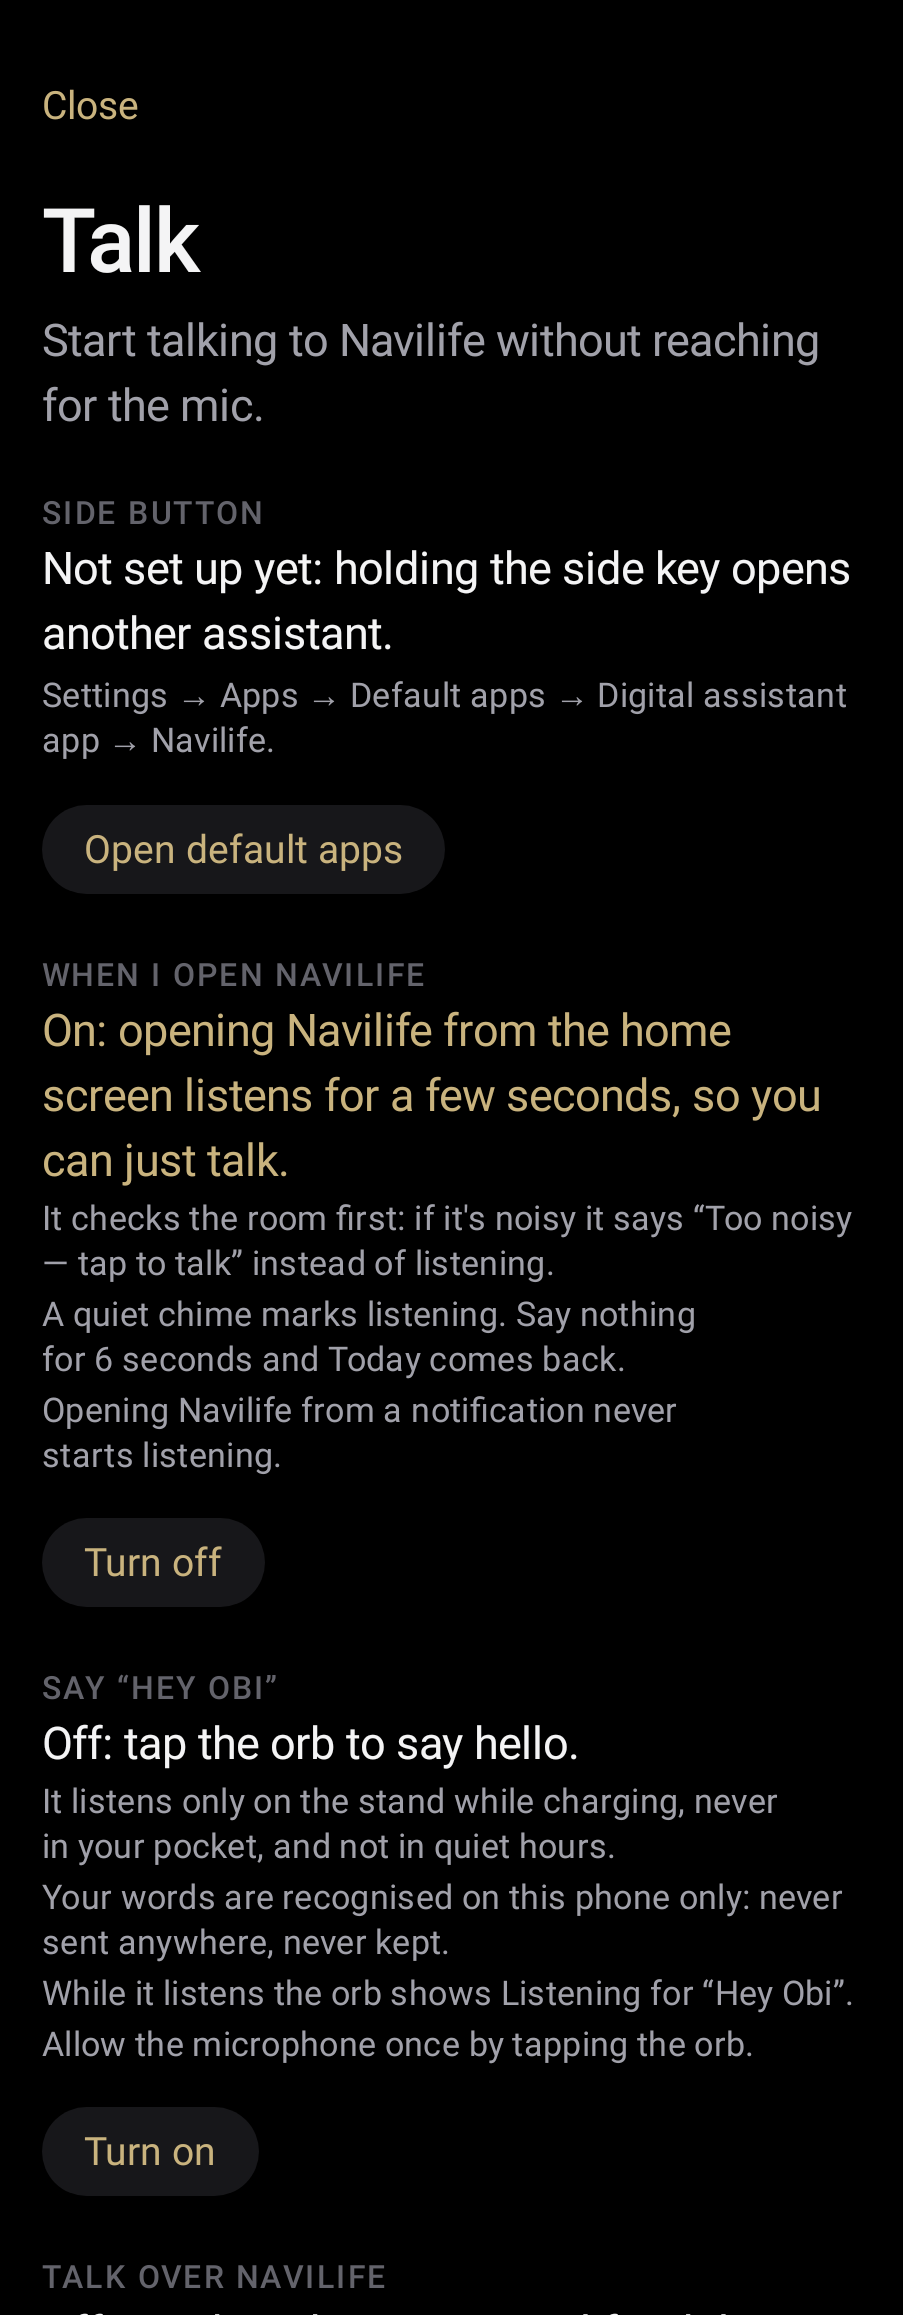 Close
Talk
Start talking to Navilife without reaching
for the mic.
SIDE BUTTON
Not set up yet: holding the side key opens
another assistant.
Settings → Apps → Default apps → Digital assistant
app → Navilife.
Open default apps
WHEN I OPEN NAVILIFE
On: opening Navilife from the home
screen listens for a few seconds, so you
can just talk.
It checks the room first: if it's noisy it says “Too noisy
— tap to talk” instead of listening.
A quiet chime marks listening. Say nothing
for 6 seconds and Today comes back.
Opening Navilife from a notification never
starts listening.
Turn off
SAY “HEY OBI”
Off: tap the orb to say hello.
It listens only on the stand while charging, never
in your pocket, and not in quiet hours.
Your words are recognised on this phone only: never
sent anywhere, never kept.
While it listens the orb shows Listening for “Hey Obi”.
Allow the microphone once by tapping the orb.
Turn on
TALK OVER NAVILIFE